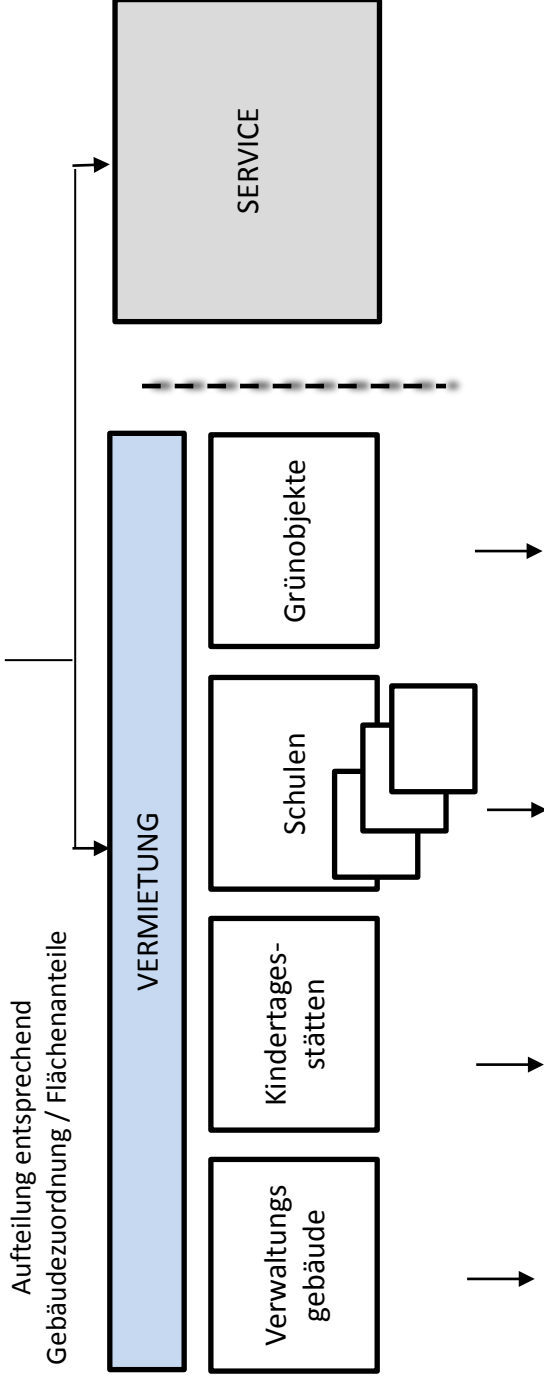 Aufteilung entsprechend
Gebäudezuordnung / Flächenanteile
VERMIETUNG
SERVICE
Verwaltungs
gebäude
Kindertages-
stätten
Schulen
Grünobjekte